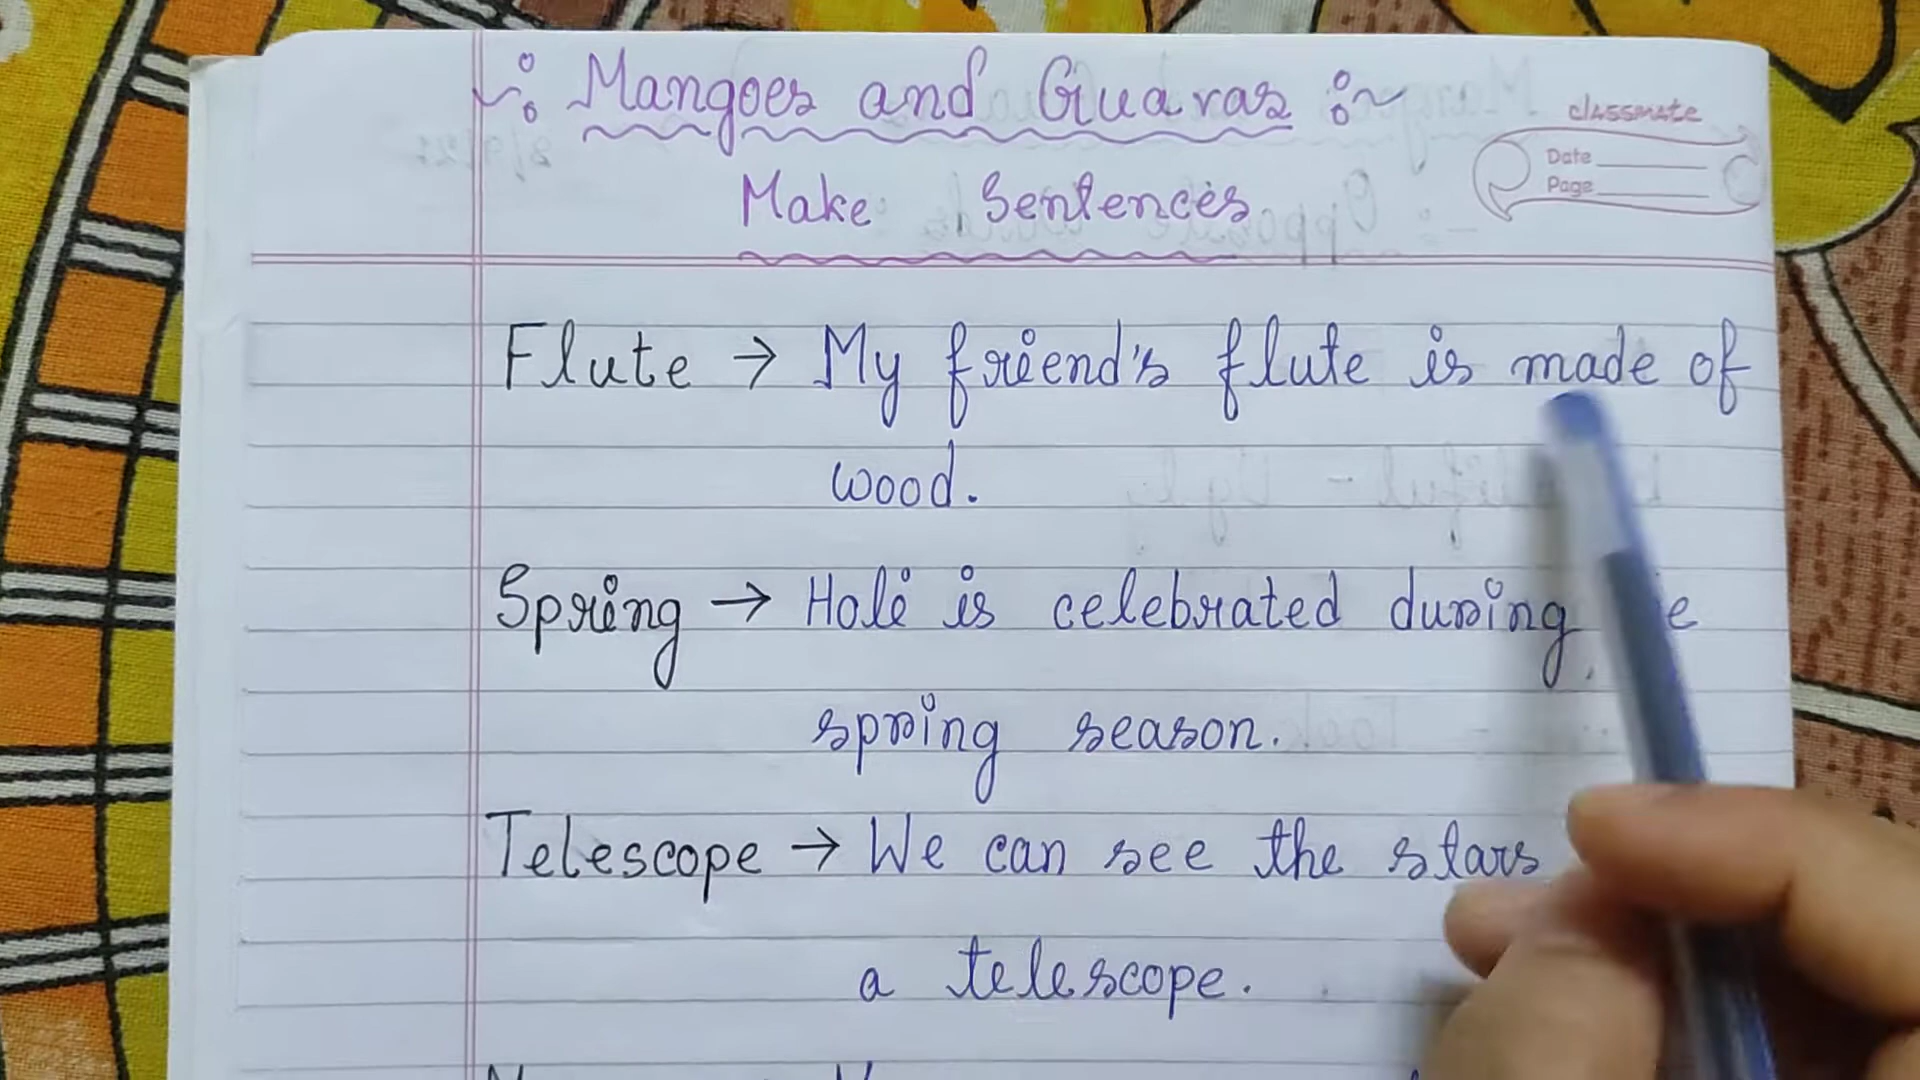 Mangoes and Guavas
classmate
Date
Page
Make Sentences
Flute → My friend's flute is made of
wood.
Spring → Holi is celebrated during
spring season.
Telescope → We can see the stars
a telescope.